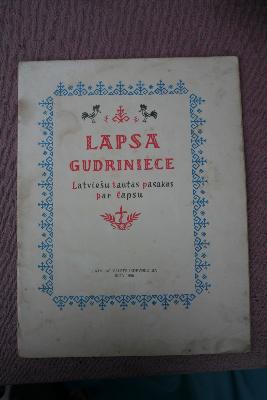 LAPSA
GUDRINIECE
Latviešu tautas pasakas
par lapsu